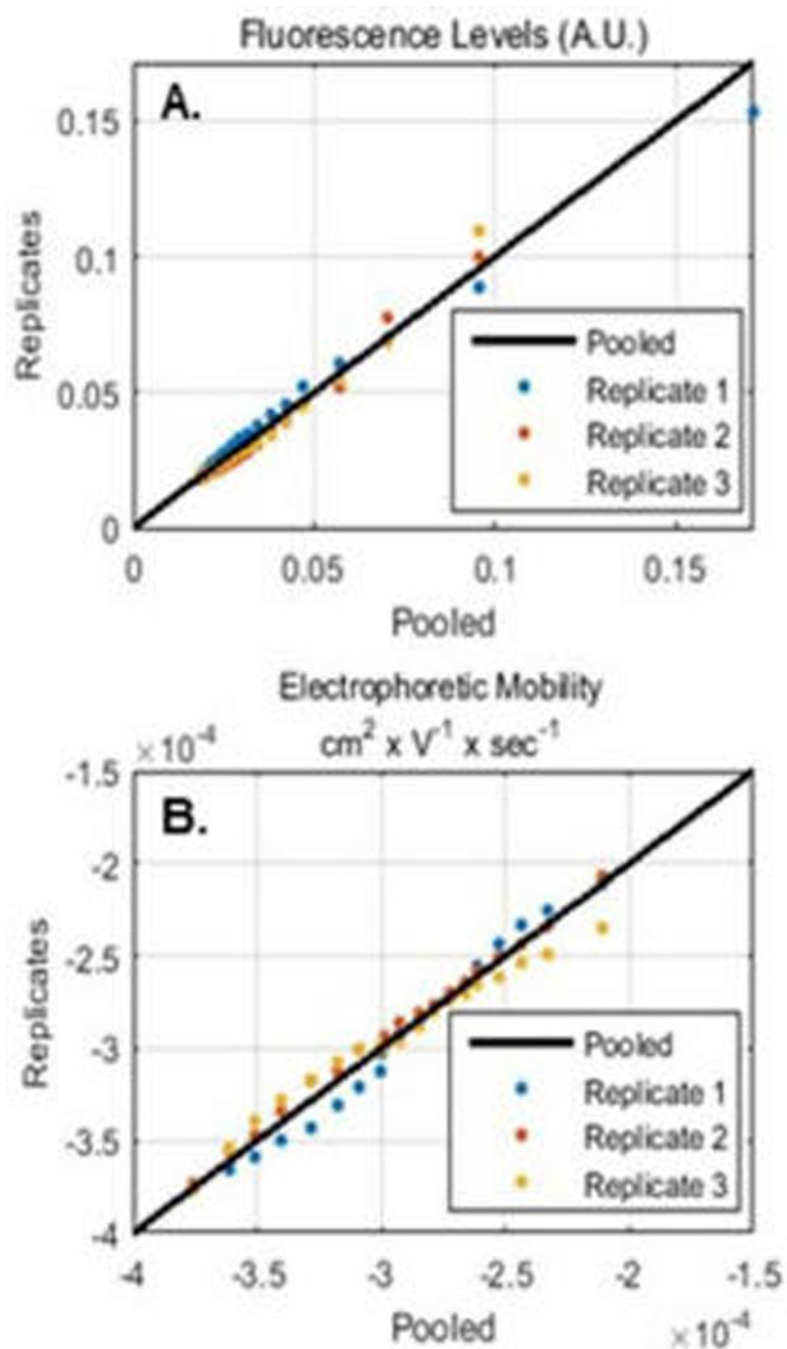 Fluorescence Levels (A.U.)
A.
0.15
0.1
0.05
0
Replicates
Pooled
Replicate 1
Replicate 2
Replicate 3
0 0.05 0.1 0.15
Pooled
Electrophoretic Mobility
×10⁻⁴ cm² x V⁻¹ x sec⁻¹
-1.5
B.
-2
-2.5
-3
-3.5
-4
Replicates
Pooled
Replicate 1
Replicate 2
Replicate 3
-4 -3.5 -3 -2.5 -2 -1.5
Pooled ×10⁻⁴